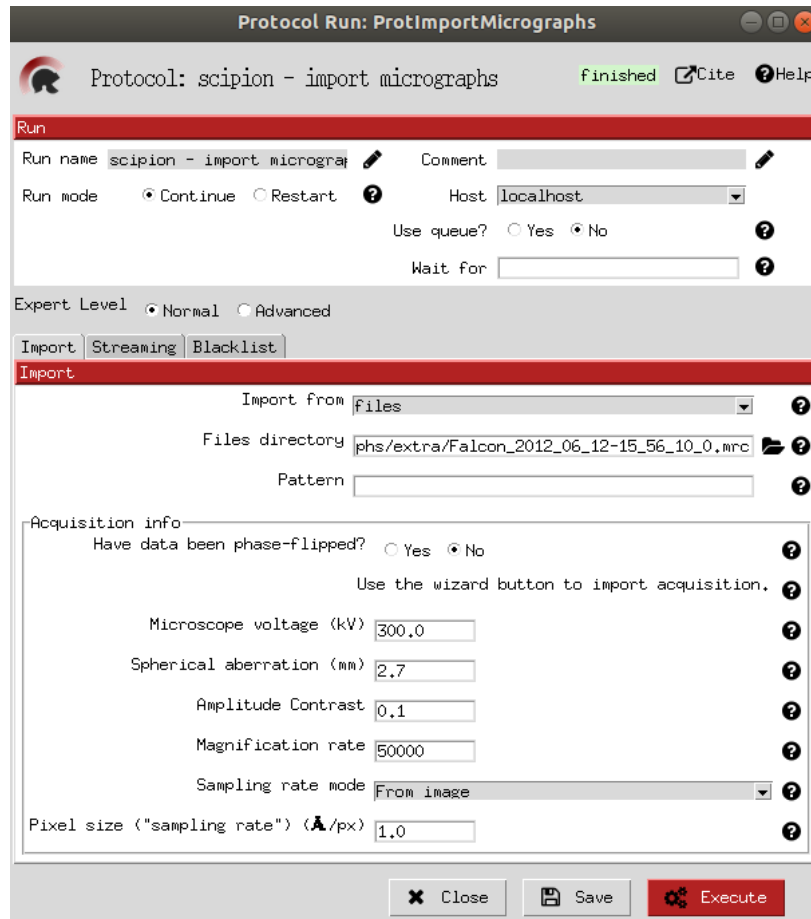 Protocol Run: ProtImportMicrographs
Protocol: scipion - import micrographs finished Cite Help
Run
Run name scipion - import micrograp Comment
Run mode Continue Restart Host localhost
Use queue? Yes No
Wait for
Expert Level Normal Advanced
Import Streaming Blacklist
Import
Import from files
Files directory phs/extra/Falcon_2012_06_12-15_56_10_0.mrc
Pattern
Acquisition info
Have data been phase-flipped? Yes No
Use the wizard button to import acquisition.
Microscope voltage (kV) 300.0
Spherical aberration (mm) 2.7
Amplitude Contrast 0.1
Magnification rate 50000
Sampling rate mode From image
Pixel size ("sampling rate") (Å/px) 1.0
Close Save Execute